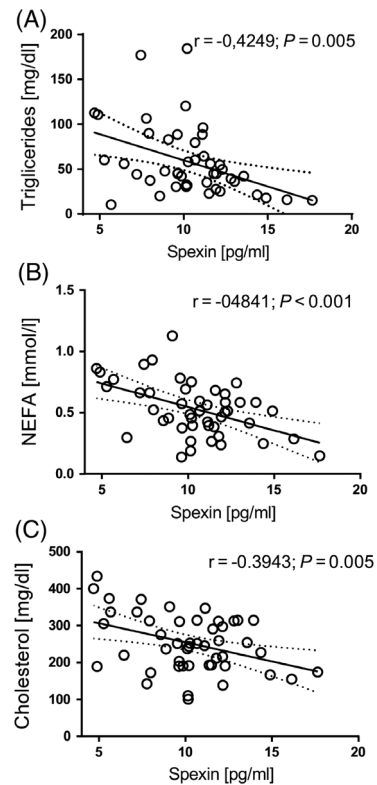 (A)
r = -0,4249; P = 0.005
Triglicerides [mg/dl]
200
150
100
50
0
5 10 15 20
Spexin [pg/ml]
(B)
r = -04841; P < 0.001
NEFA [mmol/l]
1.5
1.0
0.5
0.0
5 10 15 20
Spexin [pg/ml]
(C)
r = -0.3943; P = 0.005
Cholesterol [mg/dl]
500
400
300
200
100
0
5 10 15 20
Spexin [pg/ml]